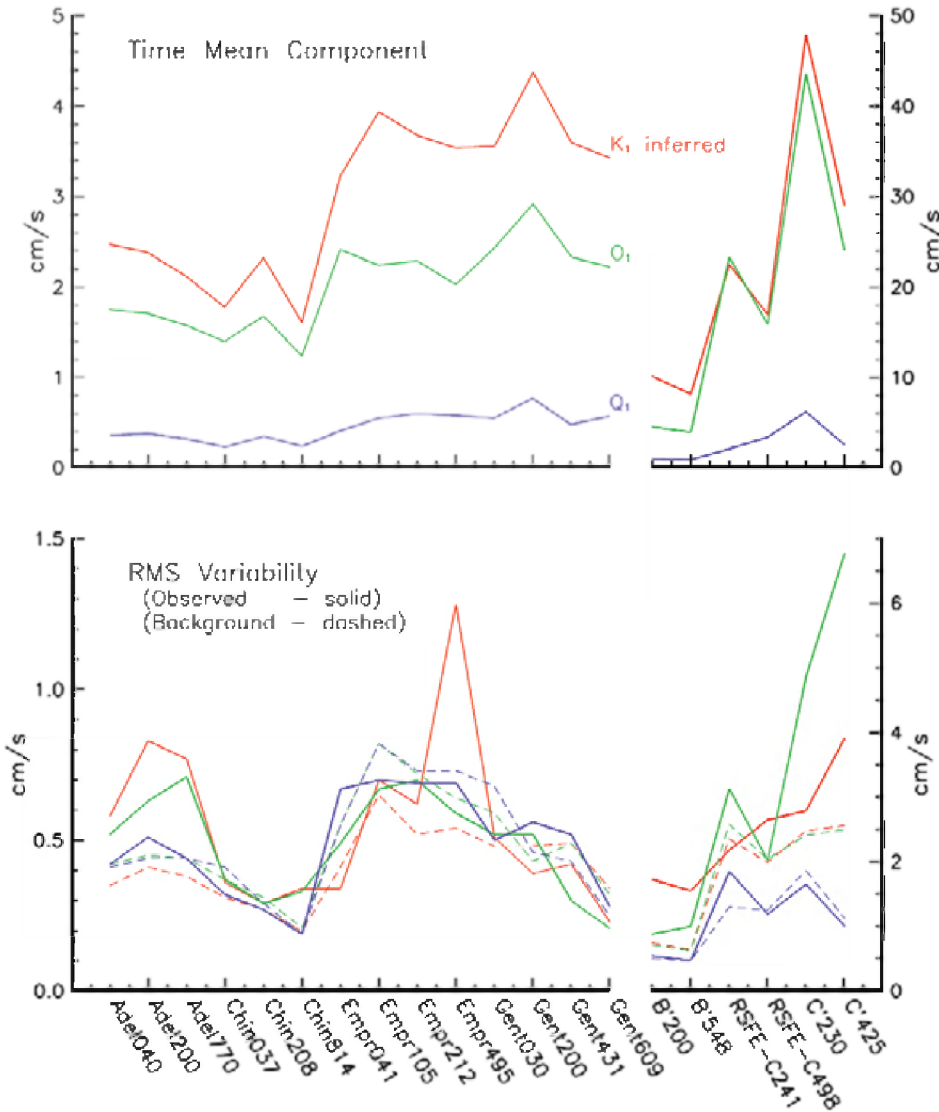 5
4
3
2
1
0
cm/s
Time Mean Component
K₁ inferred
O₁
Q₁
50
40
30
20
10
0
cm/s
1.5
1.0
0.5
0.0
cm/s
RMS Variability
(Observed – solid)
(Background – dashed)
6
4
2
0
cm/s
Adel040
Adel200
Adel770
Chim037
Chim208
Chim814
Empr041
Empr105
Empr212
Empr495
Gent030
Gent200
Gent431
Gent609
B'200
B'548
RSFE-C241
RSFE-C498
C'230
C'425